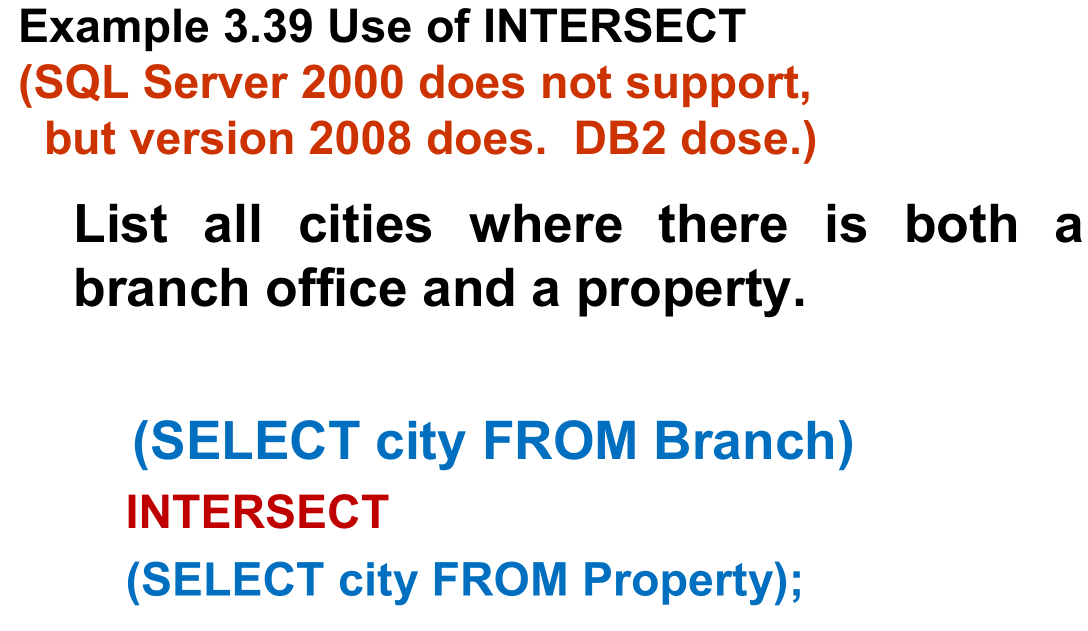 Example 3.39 Use of INTERSECT
(SQL Server 2000 does not support,
but version 2008 does. DB2 dose.)
List all cities where there is both a
branch office and a property.
(SELECT city FROM Branch)
INTERSECT
(SELECT city FROM Property);